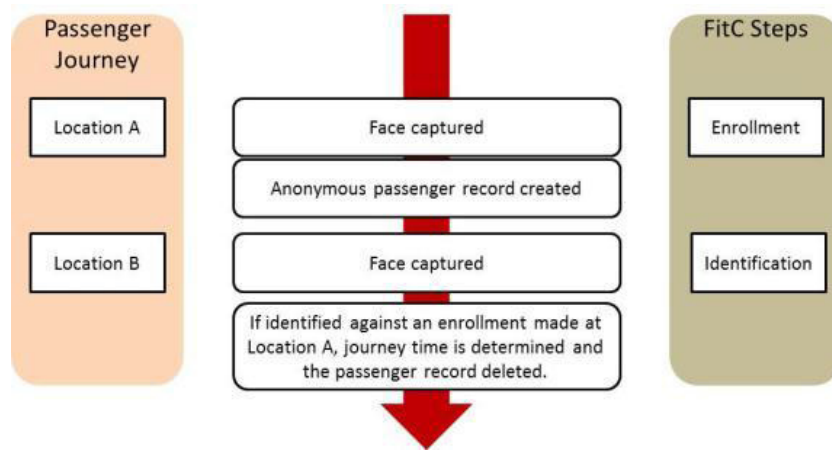 Passenger
Journey
FitC Steps
Location A
Face captured
Enrollment
Anonymous passenger record created
Location B
Face captured
Identification
If identified against an enrollment made at
Location A, journey time is determined and
the passenger record deleted.